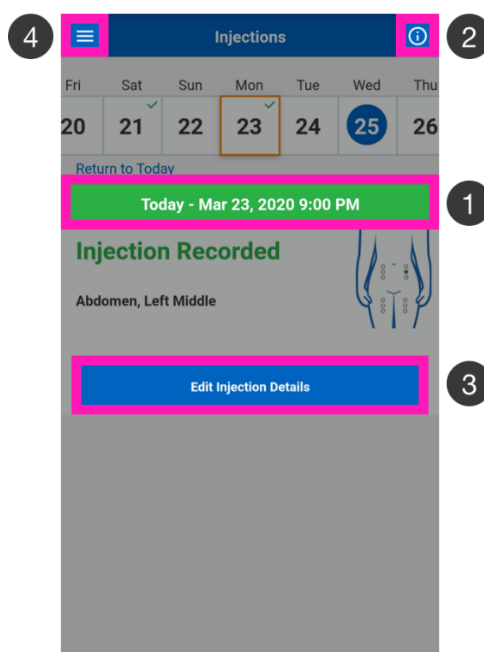 4
Injections
2
Fri Sat Sun Mon Tue Wed Thu
20 21 22 23 24 25 26
Return to Today
Today - Mar 23, 2020 9:00 PM
1
Injection Recorded
Abdomen, Left Middle
Edit Injection Details
3